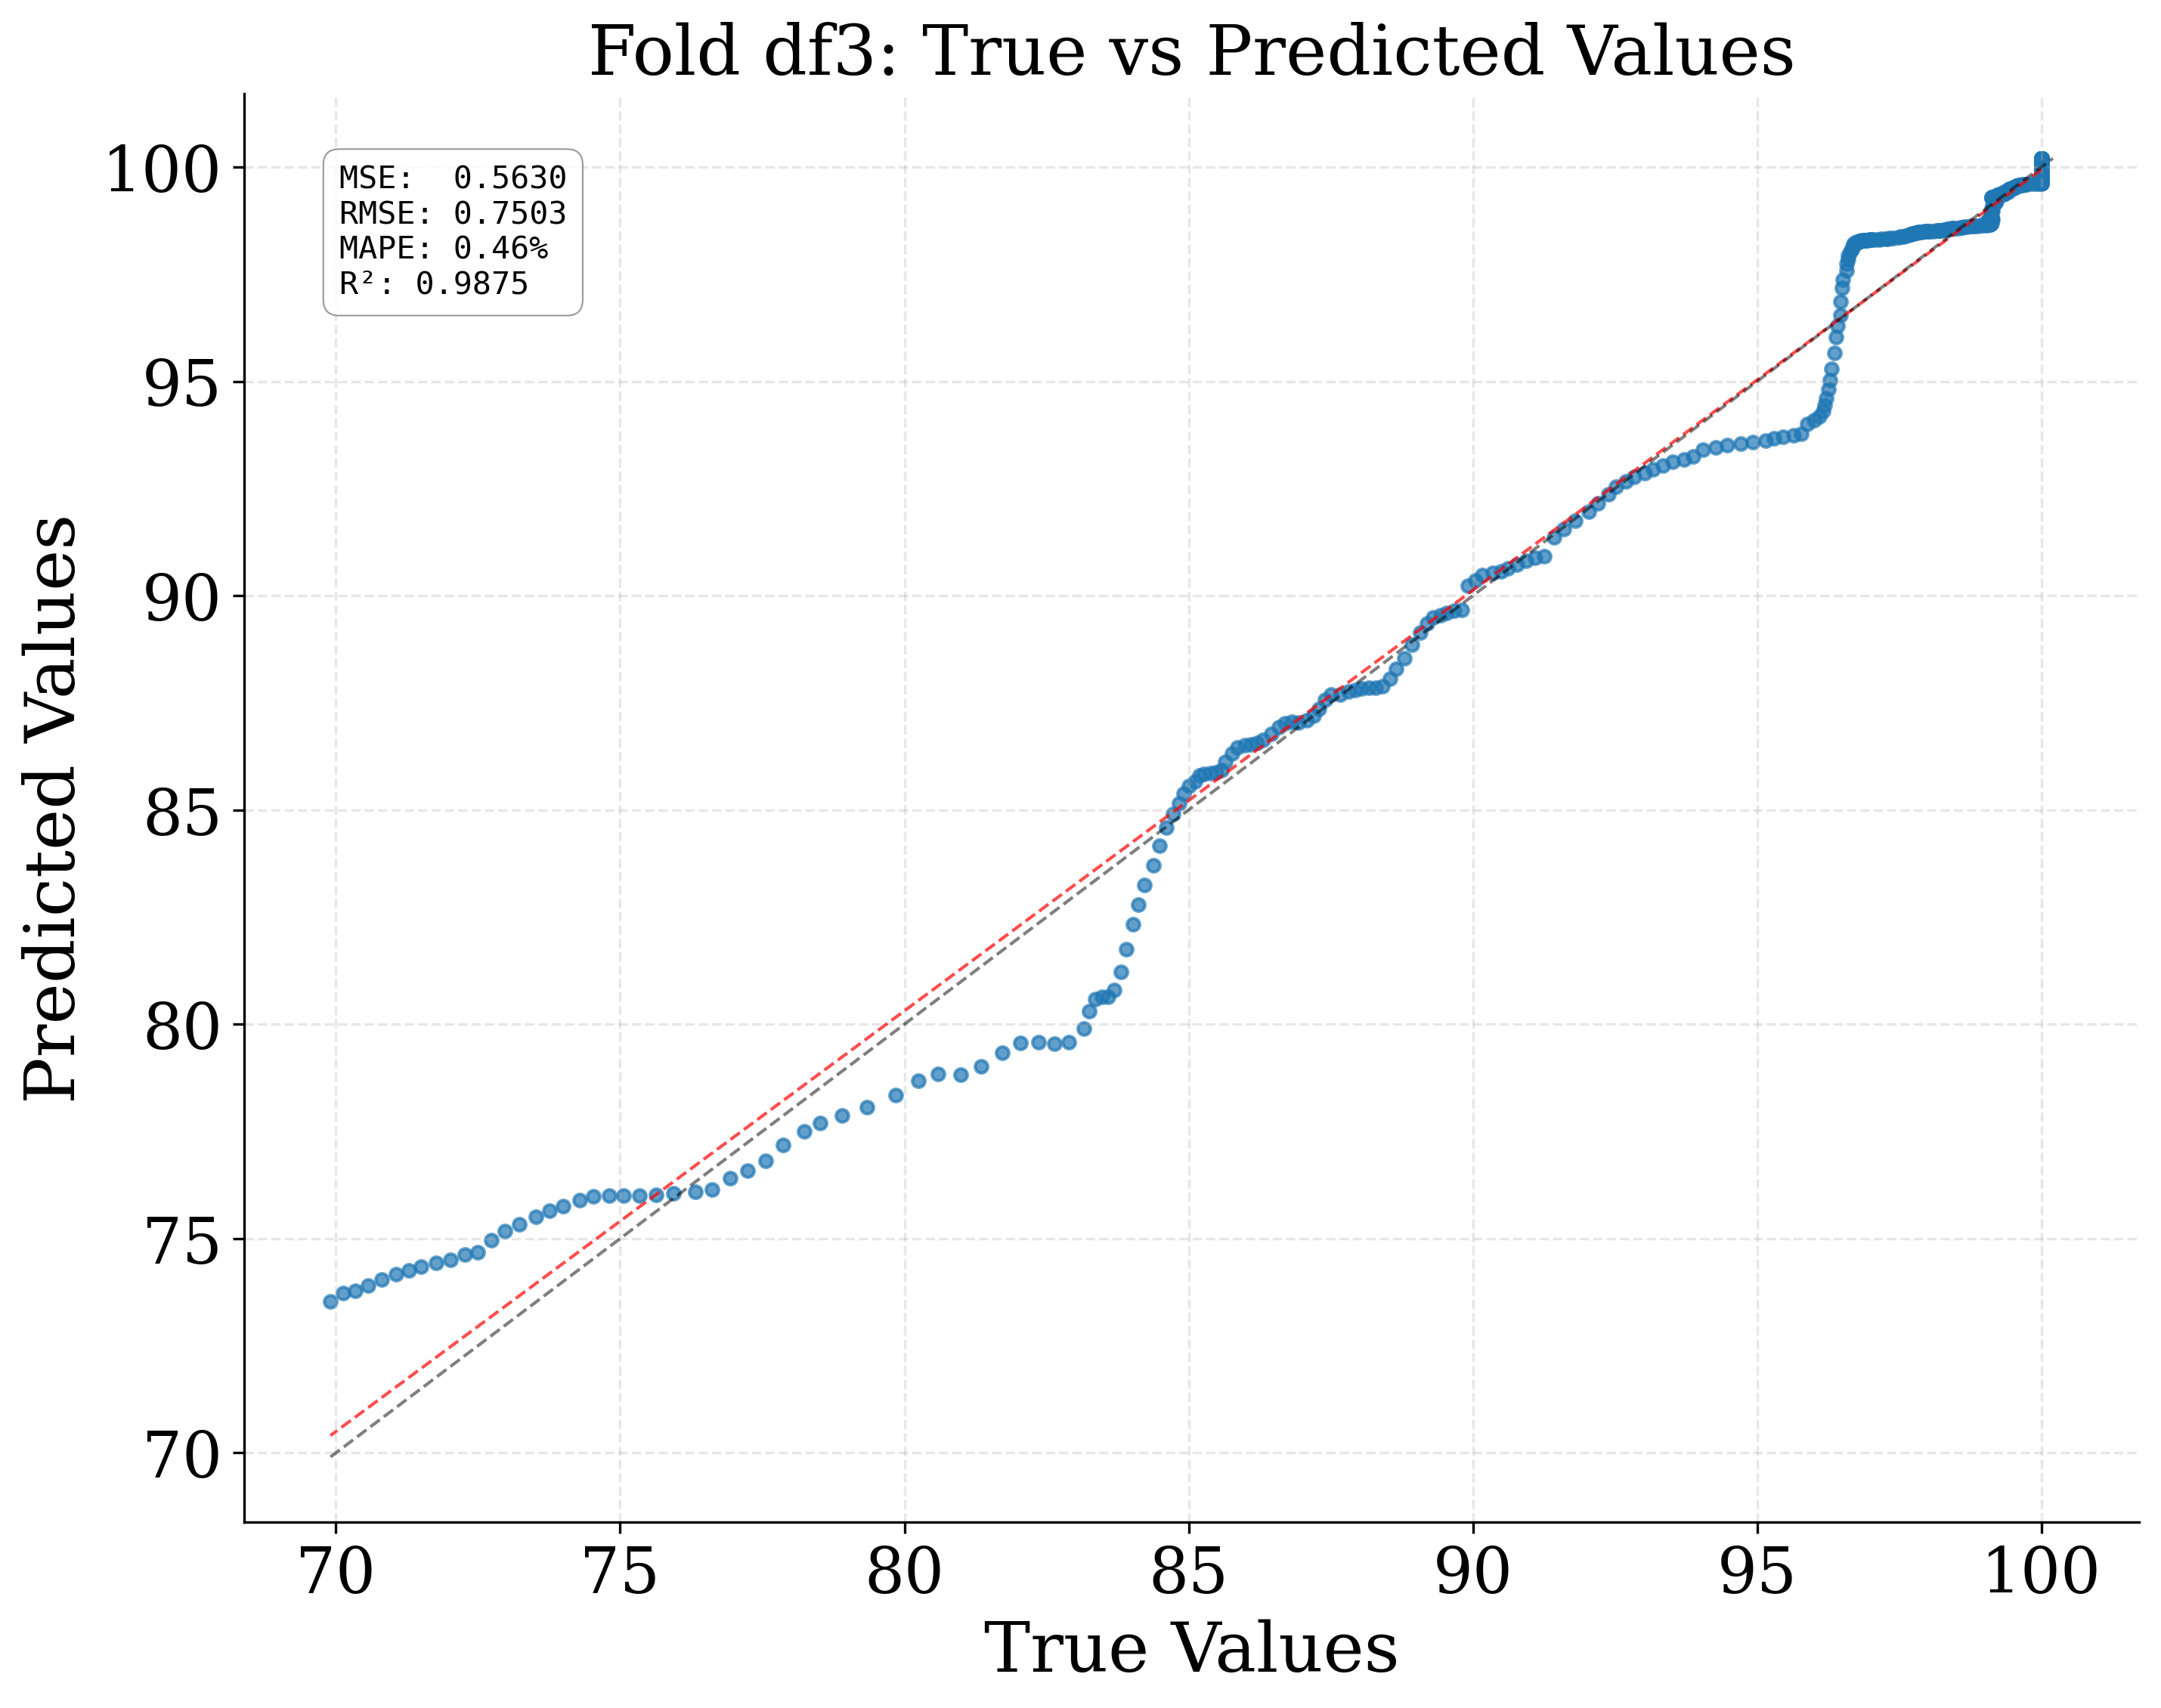 Fold df3: True vs Predicted Values
MSE:  0.5630
RMSE: 0.7503
MAPE: 0.46%
R²: 0.9875
100
95
90
85
80
75
70
Predicted Values
70 75 80 85 90 95 100
True Values